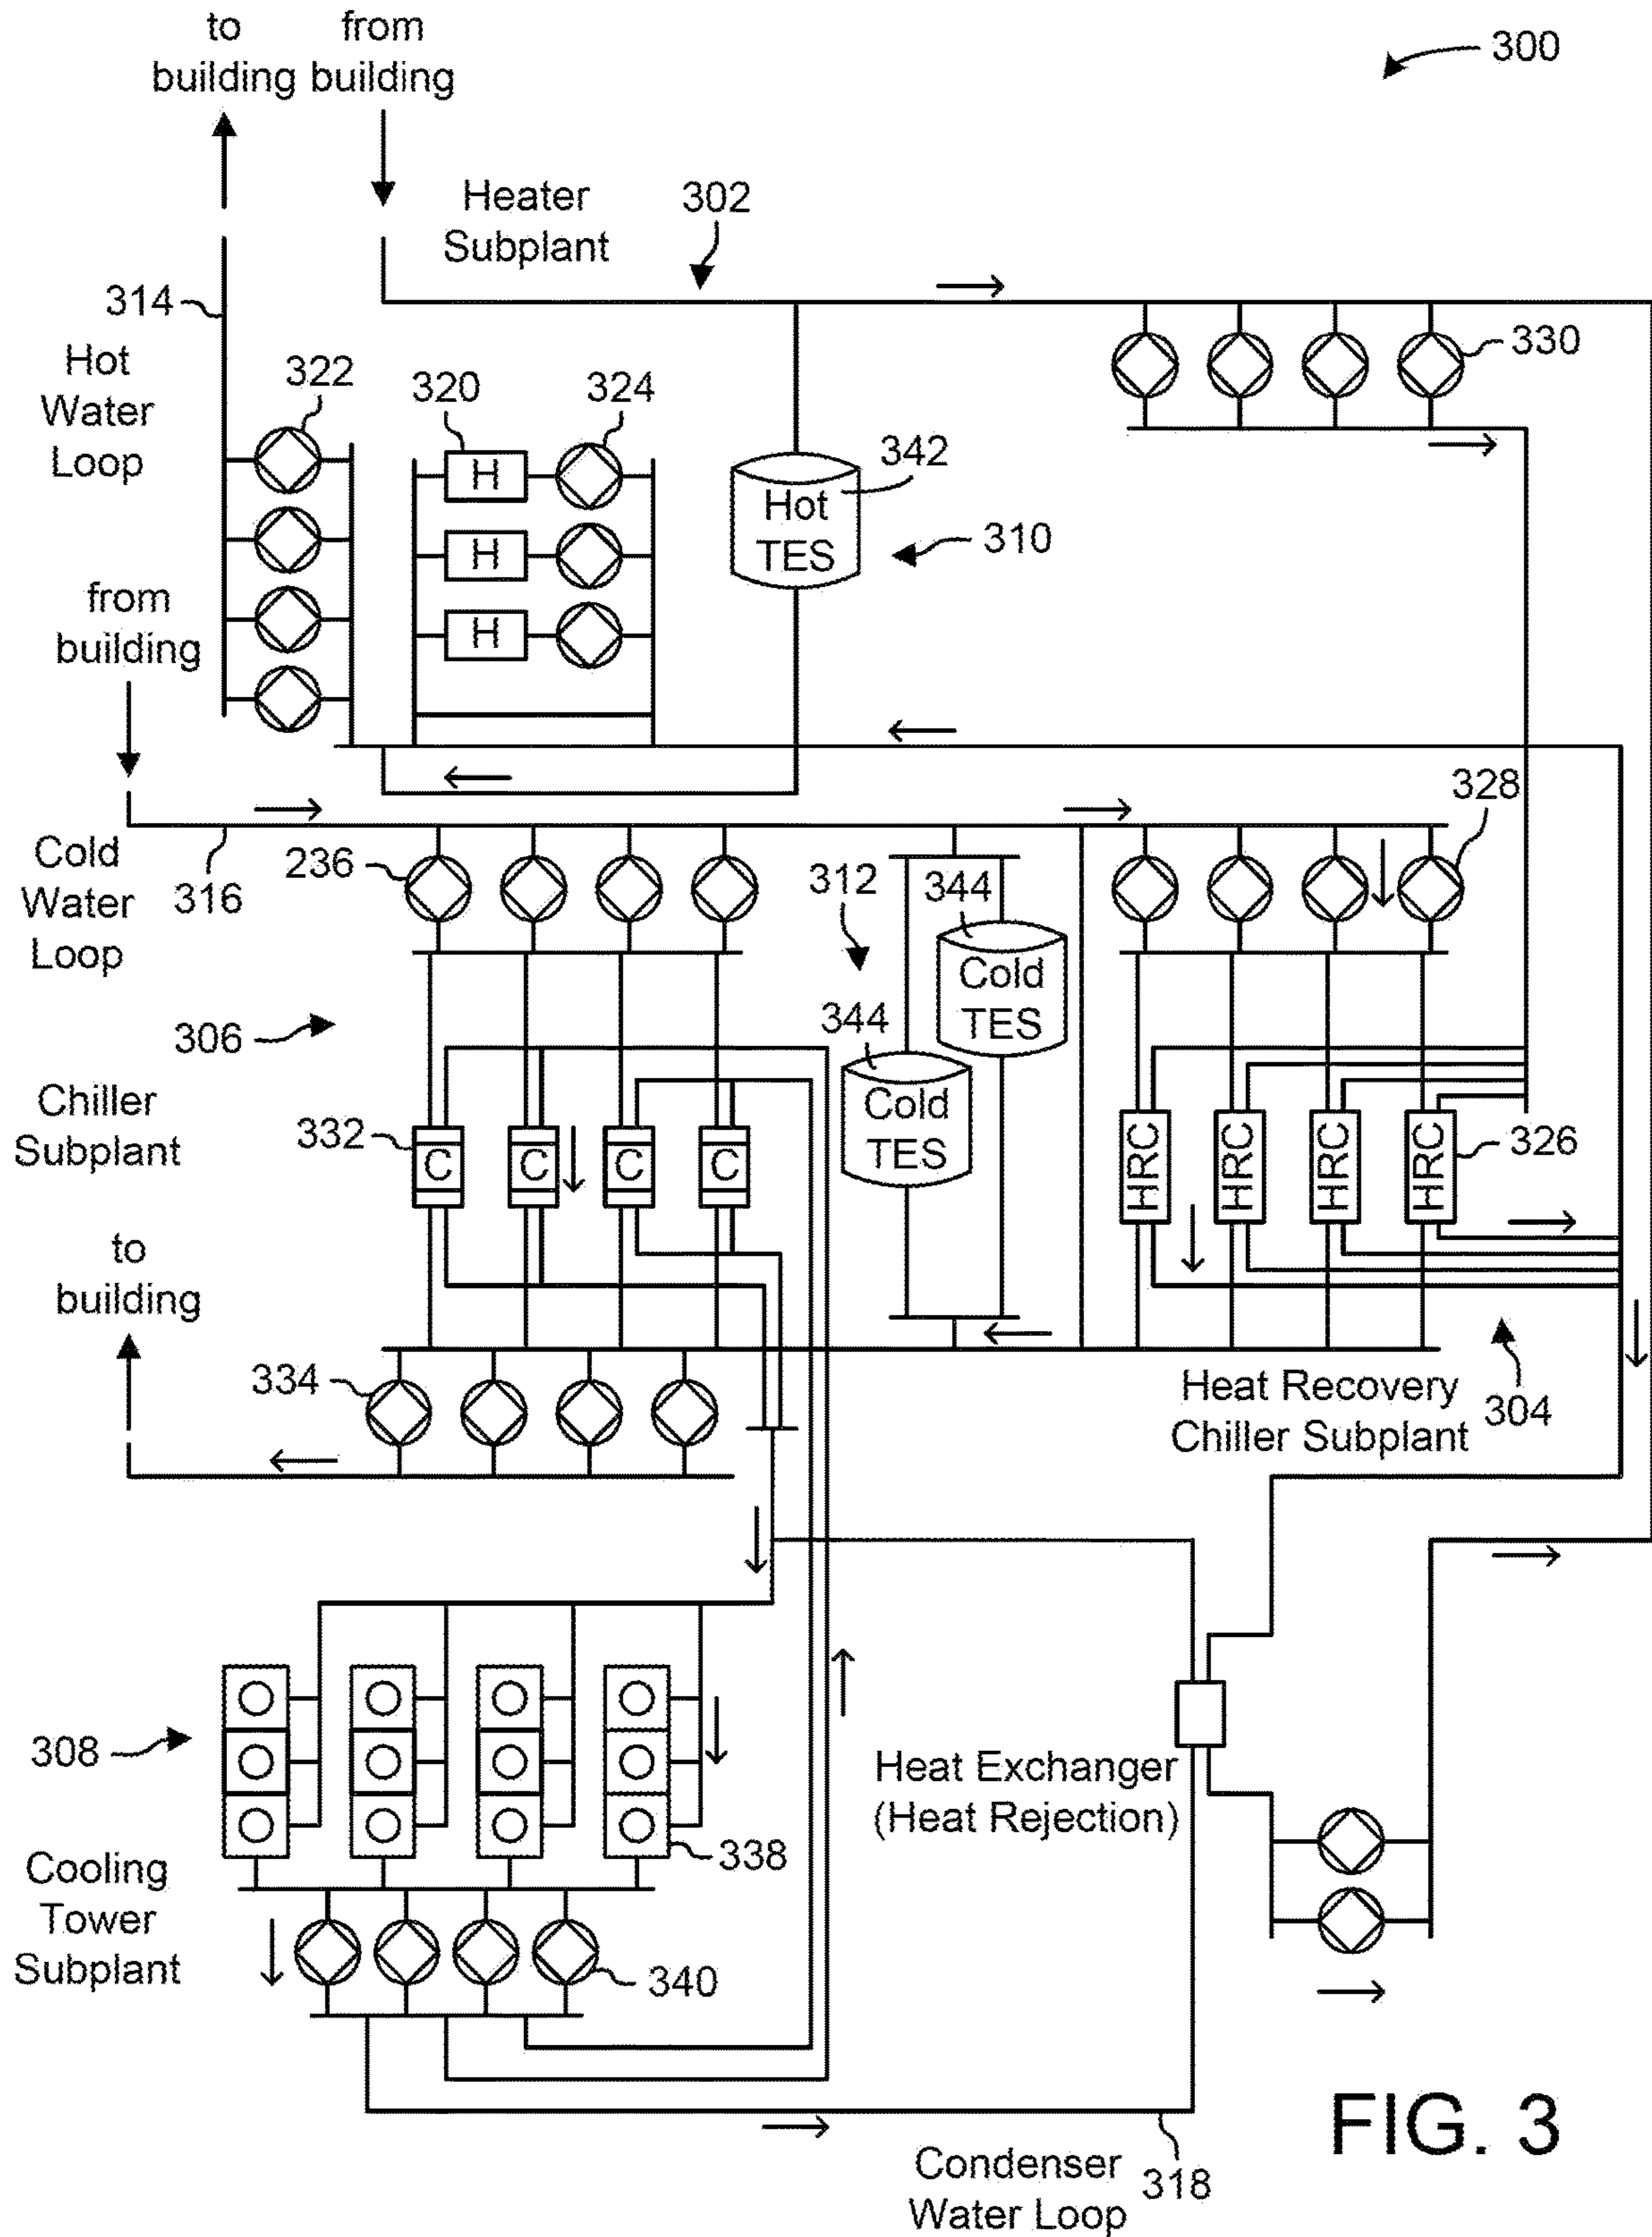 to
building
from
building
300
Heater
Subplant
302
314
Hot
Water
Loop
322
320
324
330
H
H
H
342
Hot
TES
310
from
building
328
Cold
Water
Loop
316
236
312
344
Cold
TES
344
Cold
TES
306
Chiller
Subplant
332
C
C
C
C
HRC
HRC
HRC
HRC
326
to
building
334
Heat Recovery
Chiller Subplant
304
308
Heat Exchanger
(Heat Rejection)
338
Cooling
Tower
Subplant
340
FIG. 3
Condenser
Water Loop
318